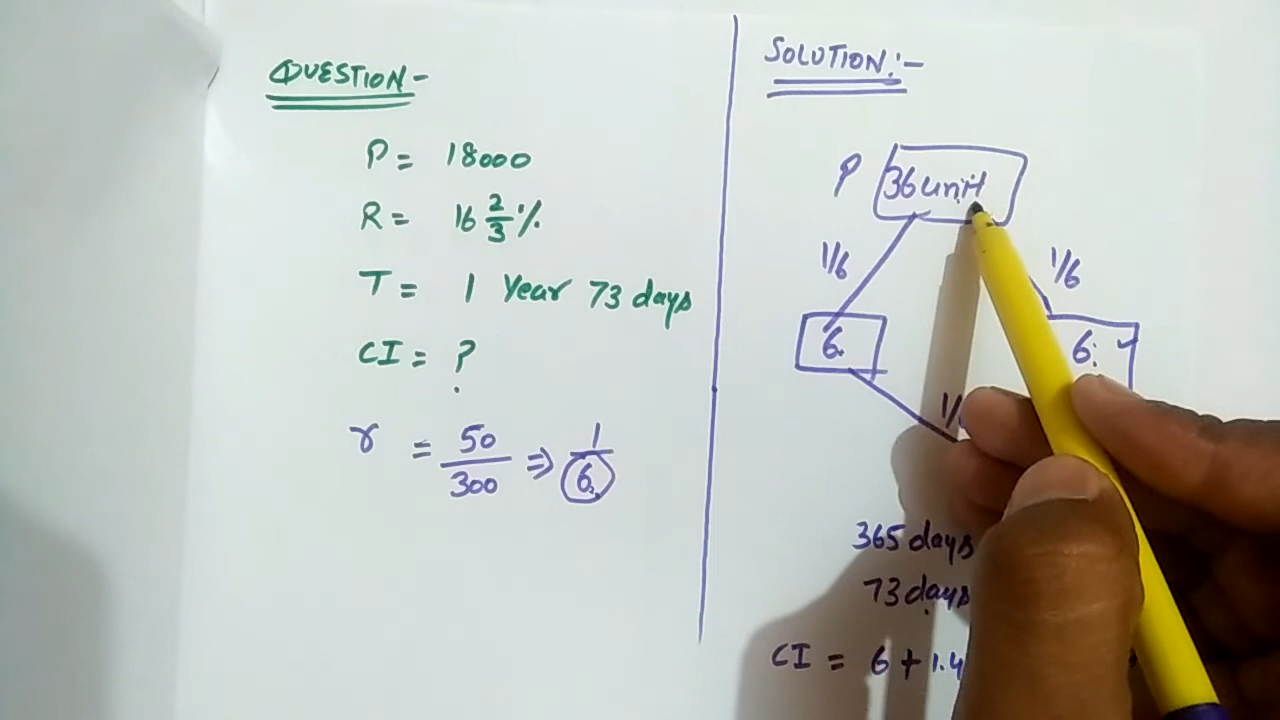 QUESTION-
P = 18000
R = 16 2/3 %
T = 1 Year 73 days
CI = ?
r = 50/300 ⇒ 1/6
SOLUTION:-
P 36 unit
1/6 1/6
6 6
365 days
73 days
CI = 6 + 1.4